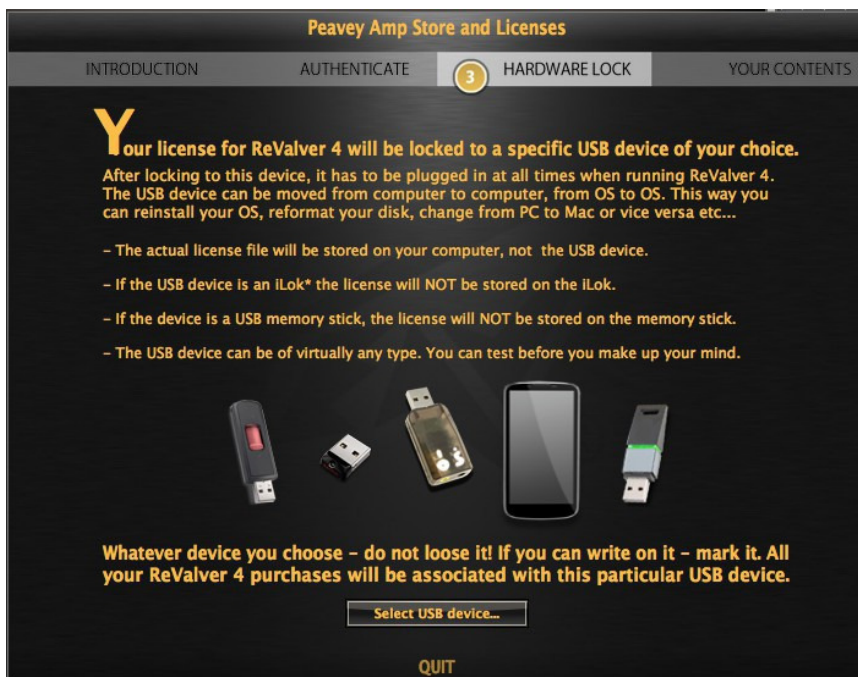 Peavey Amp Store and Licenses
INTRODUCTION
AUTHENTICATE
3
HARDWARE LOCK
YOUR CONTENTS
Your license for ReValver 4 will be locked to a specific USB device of your choice.
After locking to this device, it has to be plugged in at all times when running ReValver 4.
The USB device can be moved from computer to computer, from OS to OS. This way you
can reinstall your OS, reformat your disk, change from PC to Mac or vice versa etc...
- The actual license file will be stored on your computer, not the USB device.
- If the USB device is an iLok* the license will NOT be stored on the iLok.
- If the device is a USB memory stick, the license will NOT be stored on the memory stick.
- The USB device can be of virtually any type. You can test before you make up your mind.
Whatever device you choose - do not loose it! If you can write on it - mark it. All
your ReValver 4 purchases will be associated with this particular USB device.
Select USB device...
QUIT